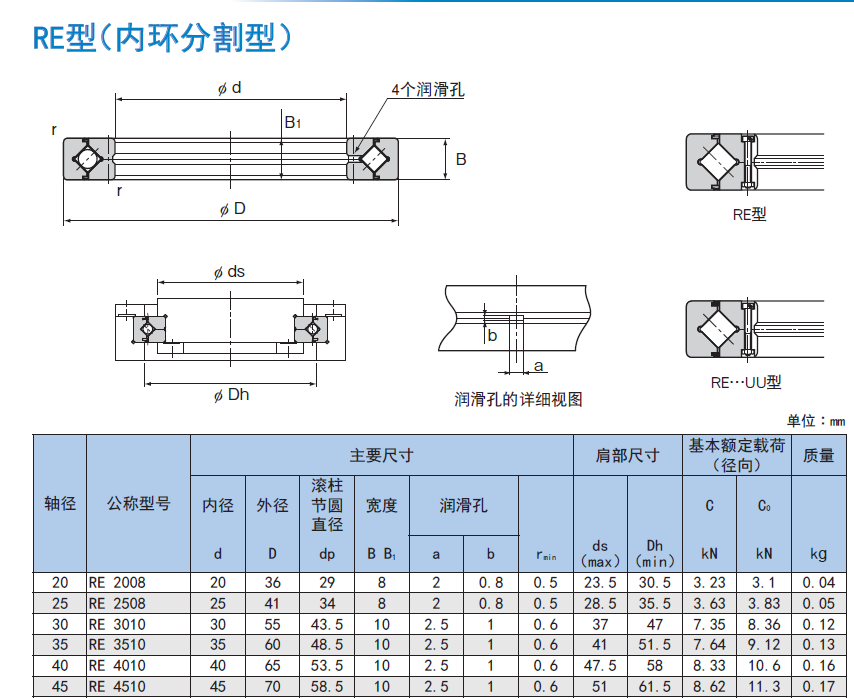 RE型(内环分割型)
φ d
4个润滑孔
r
B1
B
r
φ D
RE型
φ ds
b
a
φ Dh
润滑孔的详细视图
RE…UU型
单位：mm
轴径 公称型号 主要尺寸 肩部尺寸 基本额定载荷(径向) 质量
内径 外径 滚柱节圆直径 宽度 润滑孔 C C0
d D dp B B1 a b rmin ds (max) Dh (min) kN kN kg
20 RE 2008 20 36 29 8 2 0.8 0.5 23.5 30.5 3.23 3.1 0.04
25 RE 2508 25 41 34 8 2 0.8 0.5 28.5 35.5 3.63 3.83 0.05
30 RE 3010 30 55 43.5 10 2.5 1 0.6 37 47 7.35 8.36 0.12
35 RE 3510 35 60 48.5 10 2.5 1 0.6 41 51.5 7.64 9.12 0.13
40 RE 4010 40 65 53.5 10 2.5 1 0.6 47.5 58 8.33 10.6 0.16
45 RE 4510 45 70 58.5 10 2.5 1 0.6 51 61.5 8.62 11.3 0.17